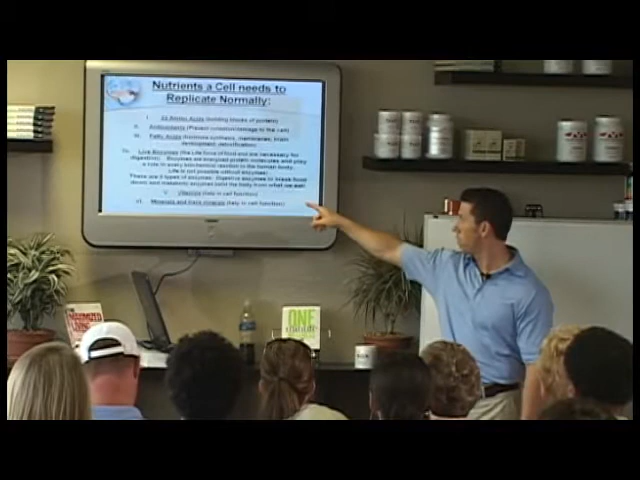 Nutrients a Cell needs to
Replicate Normally:
i. 22 Amino Acids (building blocks of protein)
ii. Antioxidants (Prevent oxidation/damage to the cell)
iii. Fatty Acids (hormone synthesis, membranes, brain
development, detoxification)
iv. Live Enzymes (the Life force of food and are necessary for
digestion). Enzymes are energized protein molecules and play
a role in every biochemical reaction in the human body.
Life is not possible without enzymes!
There are 3 types of enzymes: digestive enzymes to break food
down and metabolic enzymes build the body from what we eat
v. Vitamins (help in cell function)
vi. Minerals and trace minerals (help in cell function)
MAXIMIZED
LIVING
ONE
minute